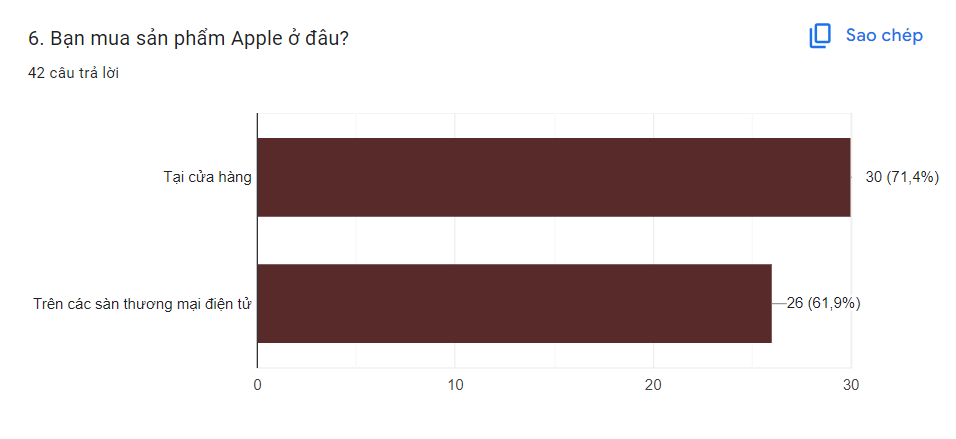 6. Bạn mua sản phẩm Apple ở đâu?
Sao chép
42 câu trả lời
Tại cửa hàng
30 (71,4%)
Trên các sàn thương mại điện tử
26 (61,9%)
0
10
20
30